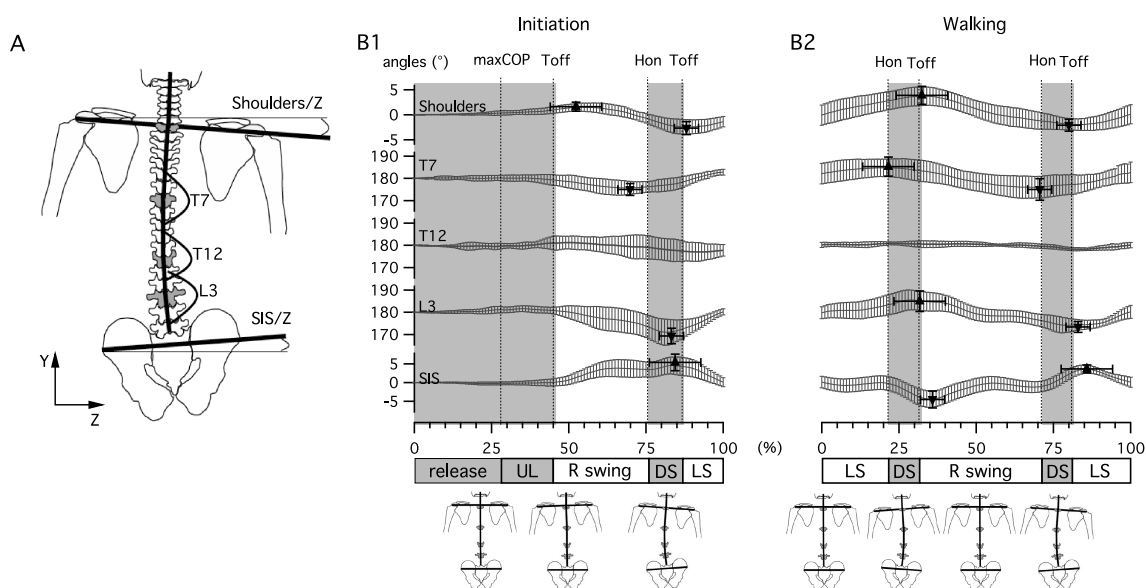 Initiation
Walking
A
B1
B2
angles (°)
maxCOP
Toff
Hon
Toff
Hon
Toff
Hon
Toff
Shoulders/Z
T7
T12
L3
SIS/Z
Y
Z
5
0
-5
Shoulders
190
180
170
T7
190
180
170
T12
190
180
170
L3
5
0
-5
SIS
0 25 50 75 100 (%)
0 25 50 75 100
release UL R swing DS LS
LS DS R swing DS LS